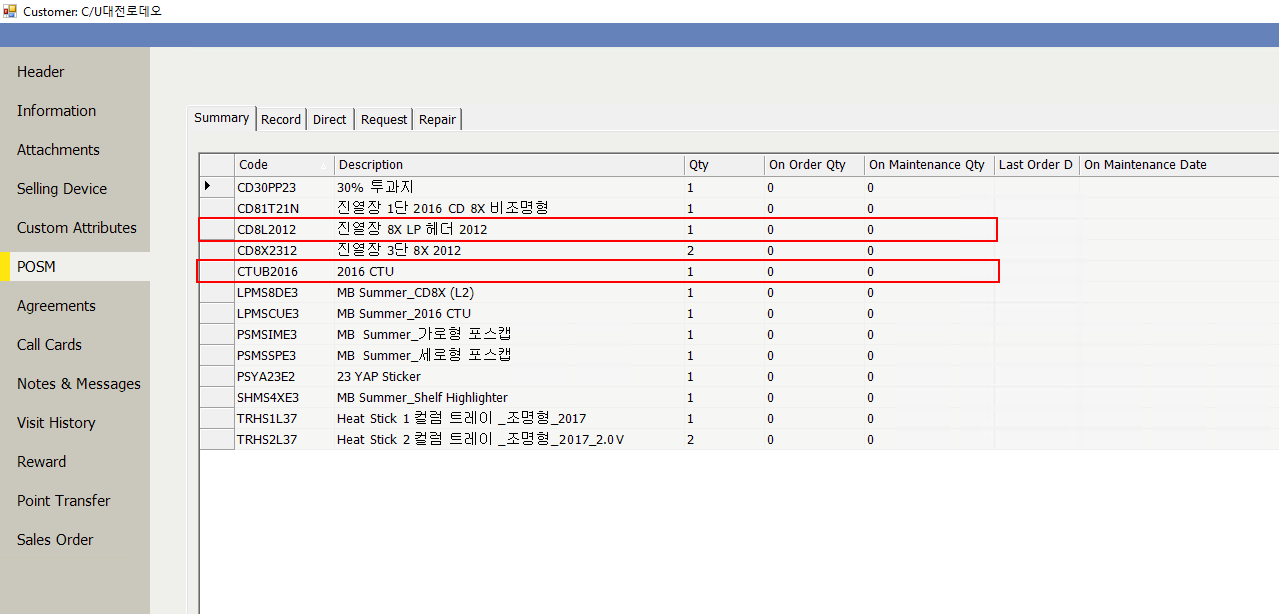 Customer: C/U대전로데오
Header
Information
Attachments
Selling Device
Custom Attributes
POSM
Agreements
Call Cards
Notes & Messages
Visit History
Reward
Point Transfer
Sales Order
Summary Record Direct Request Repair
Code Description Qty On Order Qty On Maintenance Qty Last Order D On Maintenance Date
CD30PP23 30% 투과지 1 0 0
CD81T21N 진열장 1단 2016 CD 8X 비조명형 1 0 0
CD8L2012 진열장 8X LP 헤더 2012 1 0 0
CD8X2312 진열장 3단 8X 2012 2 0 0
CTUB2016 2016 CTU 1 0 0
LPMS8DE3 MB Summer_CD8X (L2) 1 0 0
LPMSCUE3 MB Summer_2016 CTU 1 0 0
PSMSIME3 MB Summer_가로형 포스캡 1 0 0
PSMSSPE3 MB Summer_세로형 포스캡 1 0 0
PSYA23E2 23 YAP Sticker 1 0 0
SHMS4XE3 MB Summer_Shelf Highlighter 1 0 0
TRHS1L37 Heat Stick 1 컬럼 트레이 _조명형_2017 1 0 0
TRHS2L37 Heat Stick 2 컬럼 트레이 _조명형_2017_2.0V 2 0 0